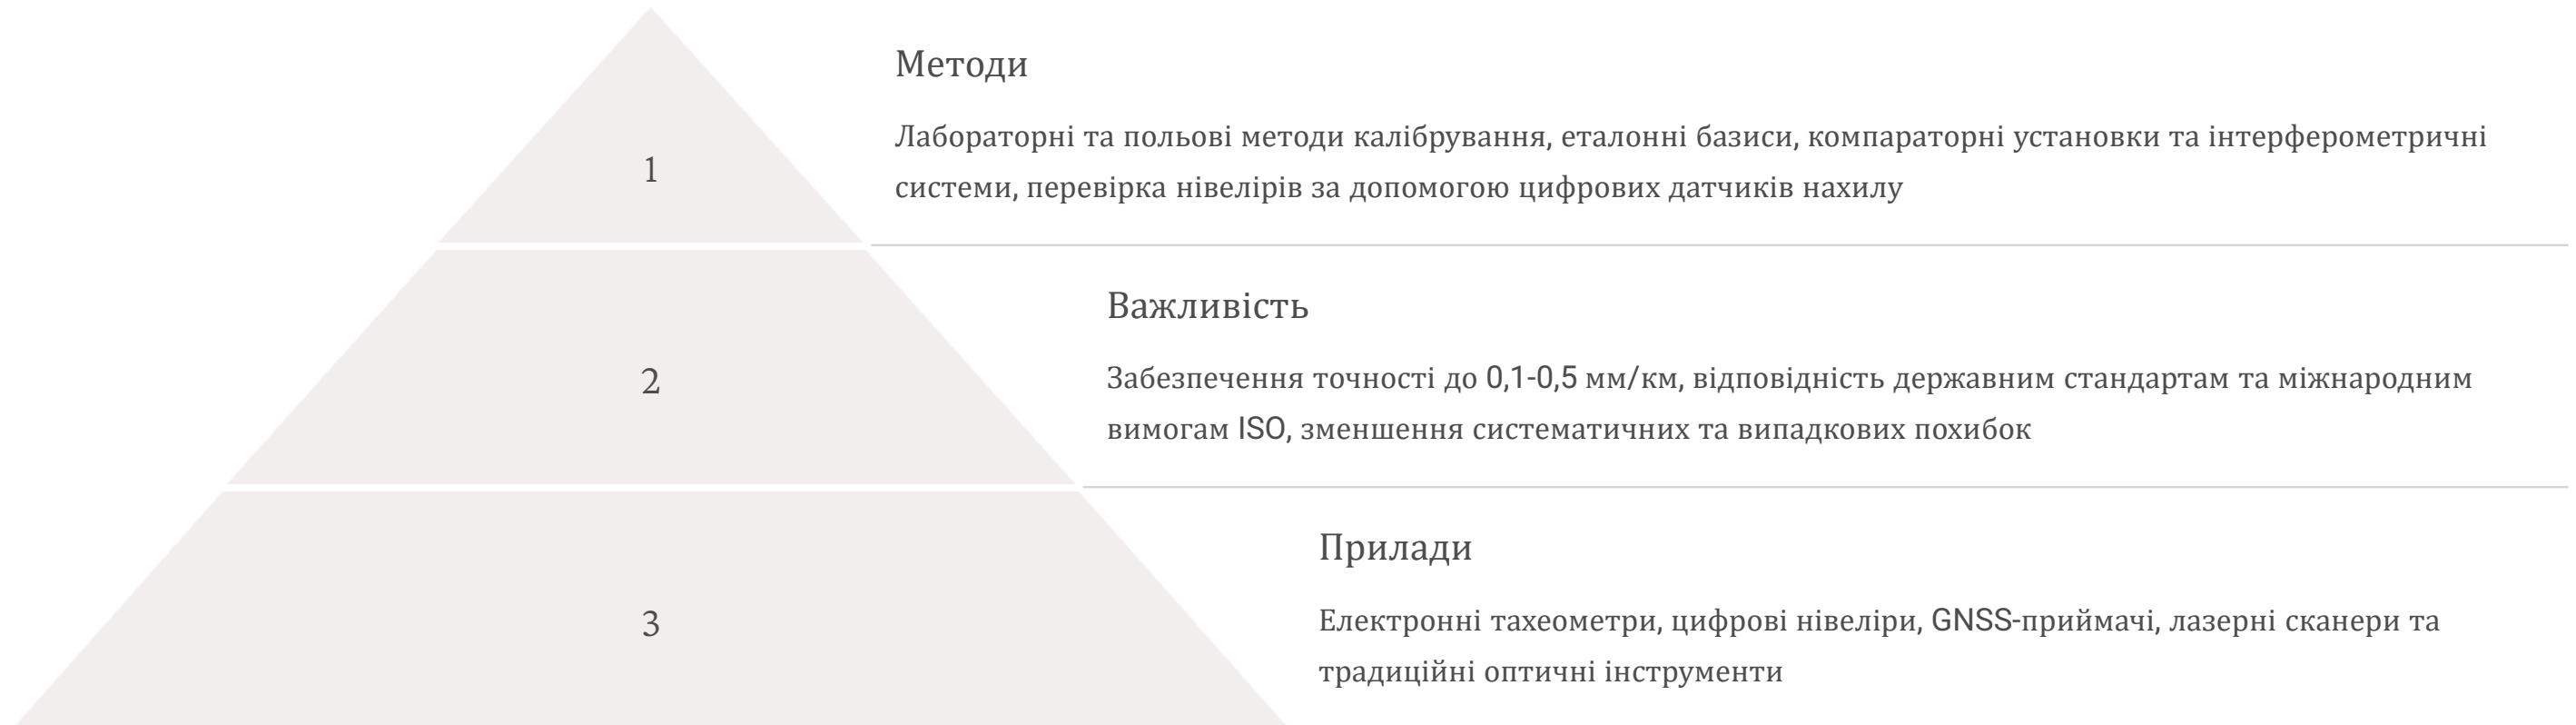 1
Методи
Лабораторні та польові методи калібрування, еталонні базиси, компараторні установки та інтерферометричні
системи, перевірка нівелірів за допомогою цифрових датчиків нахилу
2
Важливість
Забезпечення точності до 0,1-0,5 мм/км, відповідність державним стандартам та міжнародним
вимогам ISO, зменшення систематичних та випадкових похибок
3
Прилади
Електронні тахеометри, цифрові нівеліри, GNSS-приймачі, лазерні сканери та
традиційні оптичні інструменти